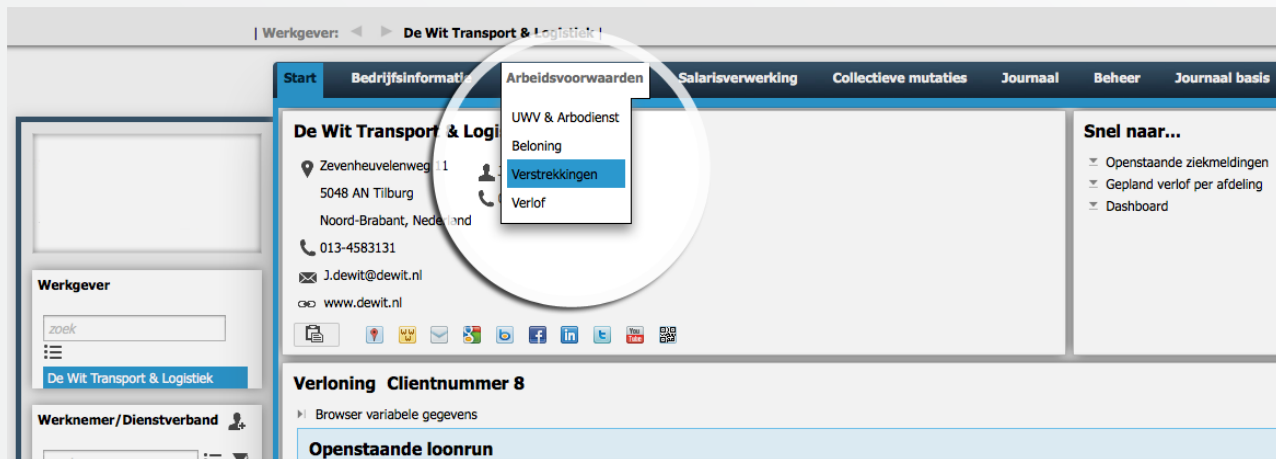 | Werkgever: De Wit Transport & Logistiek |
Start Bedrijfsinformatie Arbeidsvoorwaarden Salarisverwerking Collectieve mutaties Journaal Beheer Journaal basis
UWV & Arbodienst
Beloning
Verstrekkingen
Verlof
De Wit Transport & Logi
Zevenheuvelenweg 11
5048 AN Tilburg
Noord-Brabant, Nederland
013-4583131
J.dewit@dewit.nl
www.dewit.nl
You
Tube
Snel naar...
Openstaande ziekmeldingen
Gepland verlof per afdeling
Dashboard
Werkgever
zoek
De Wit Transport & Logistiek
Werknemer/Dienstverband
Verloning Clientnummer 8
Browser variabele gegevens
Openstaande loonrun